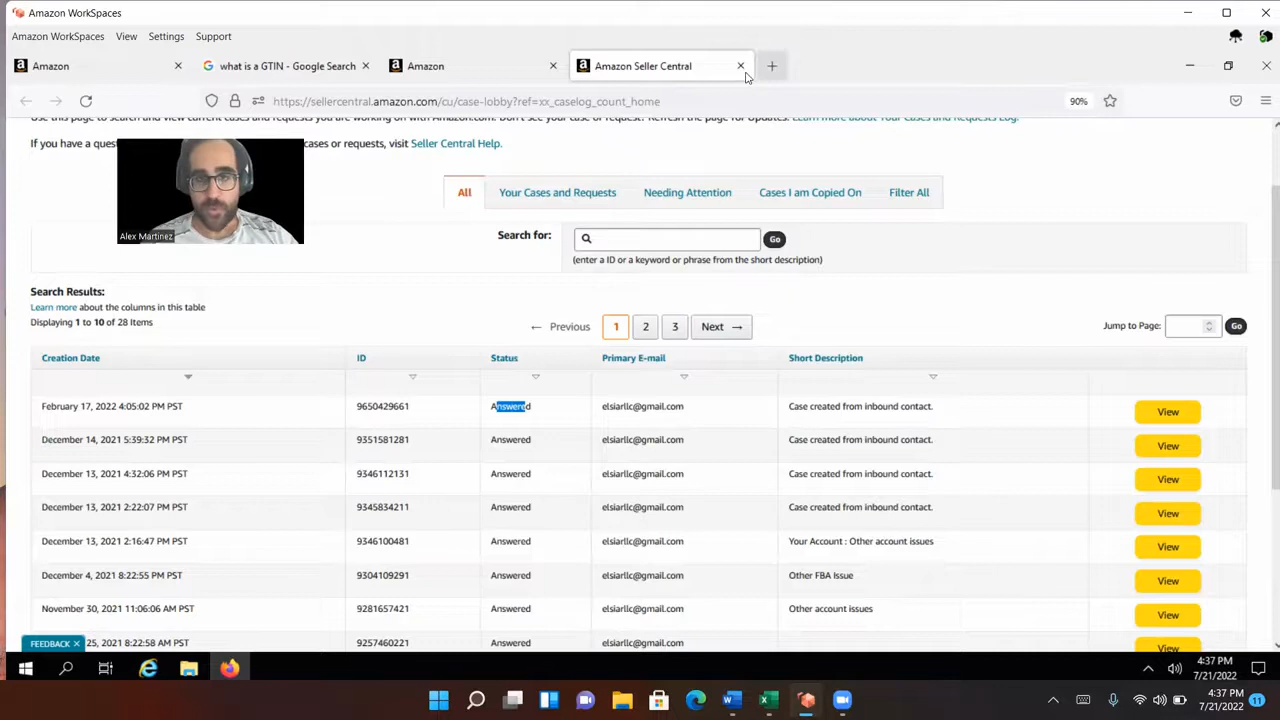 Amazon WorkSpaces
Amazon WorkSpaces View Settings Support
Amazon what is a GTIN - Google Search Amazon Amazon Seller Central
https://sellercentral.amazon.com/cu/case-lobby?ref=xx_caselog_count_home 90%
Use this page to search and view current cases and requests you are working on with Amazon.com. Don't see your case or request? Refresh the page for Updates. Learn more about Your Cases and Requests Log.
If you have a quest cases or requests, visit Seller Central Help.
Alex Martinez
All Your Cases and Requests Needing Attention Cases I am Copied On Filter All
Search for: Go
(enter a ID or a keyword or phrase from the short description)
Search Results:
Learn more about the columns in this table
Displaying 1 to 10 of 28 Items
← Previous 1 2 3 Next → Jump to Page: Go
Creation Date ID Status Primary E-mail Short Description
February 17, 2022 4:05:02 PM PST 9650429661 Answered elsiarllc@gmail.com Case created from inbound contact. View
December 14, 2021 5:39:32 PM PST 9351581281 Answered elsiarllc@gmail.com Case created from inbound contact. View
December 13, 2021 4:32:06 PM PST 9346112131 Answered elsiarllc@gmail.com Case created from inbound contact. View
December 13, 2021 2:22:07 PM PST 9345834211 Answered elsiarllc@gmail.com Case created from inbound contact. View
December 13, 2021 2:16:47 PM PST 9346100481 Answered elsiarllc@gmail.com Your Account : Other account issues View
December 4, 2021 8:22:55 PM PST 9304109291 Answered elsiarllc@gmail.com Other FBA Issue View
November 30, 2021 11:06:06 AM PST 9281657421 Answered elsiarllc@gmail.com Other account issues View
25, 2021 8:22:58 AM PST 9257460221 Answered elsiarllc@gmail.com Case created from inbound contact. View
FEEDBACK ×
4:37 PM
7/21/2022
4:37 PM
7/21/2022